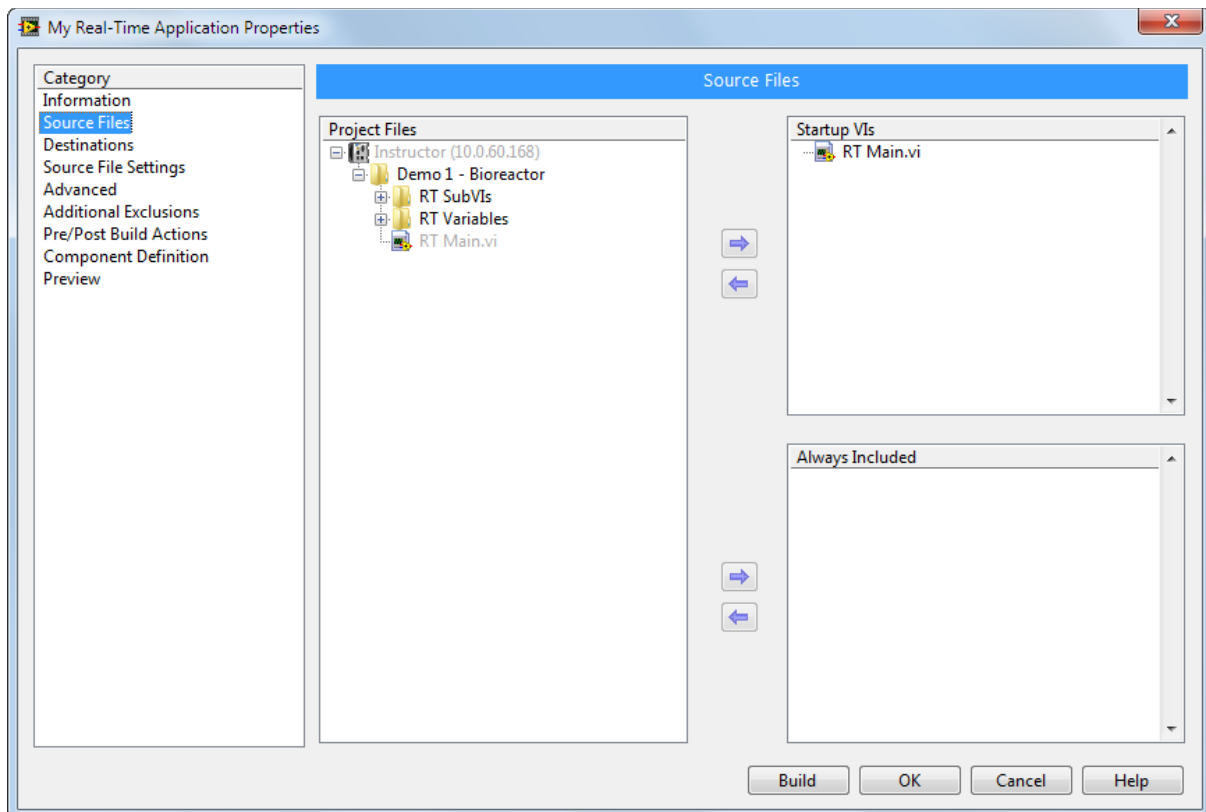 My Real-Time Application Properties
Category
Information
Source Files
Destinations
Source File Settings
Advanced
Additional Exclusions
Pre/Post Build Actions
Component Definition
Preview
Source Files
Project Files
Instructor (10.0.60.168)
Demo 1 - Bioreactor
RT SubVIs
RT Variables
RT Main.vi
Startup VIs
RT Main.vi
Always Included
Build
OK
Cancel
Help